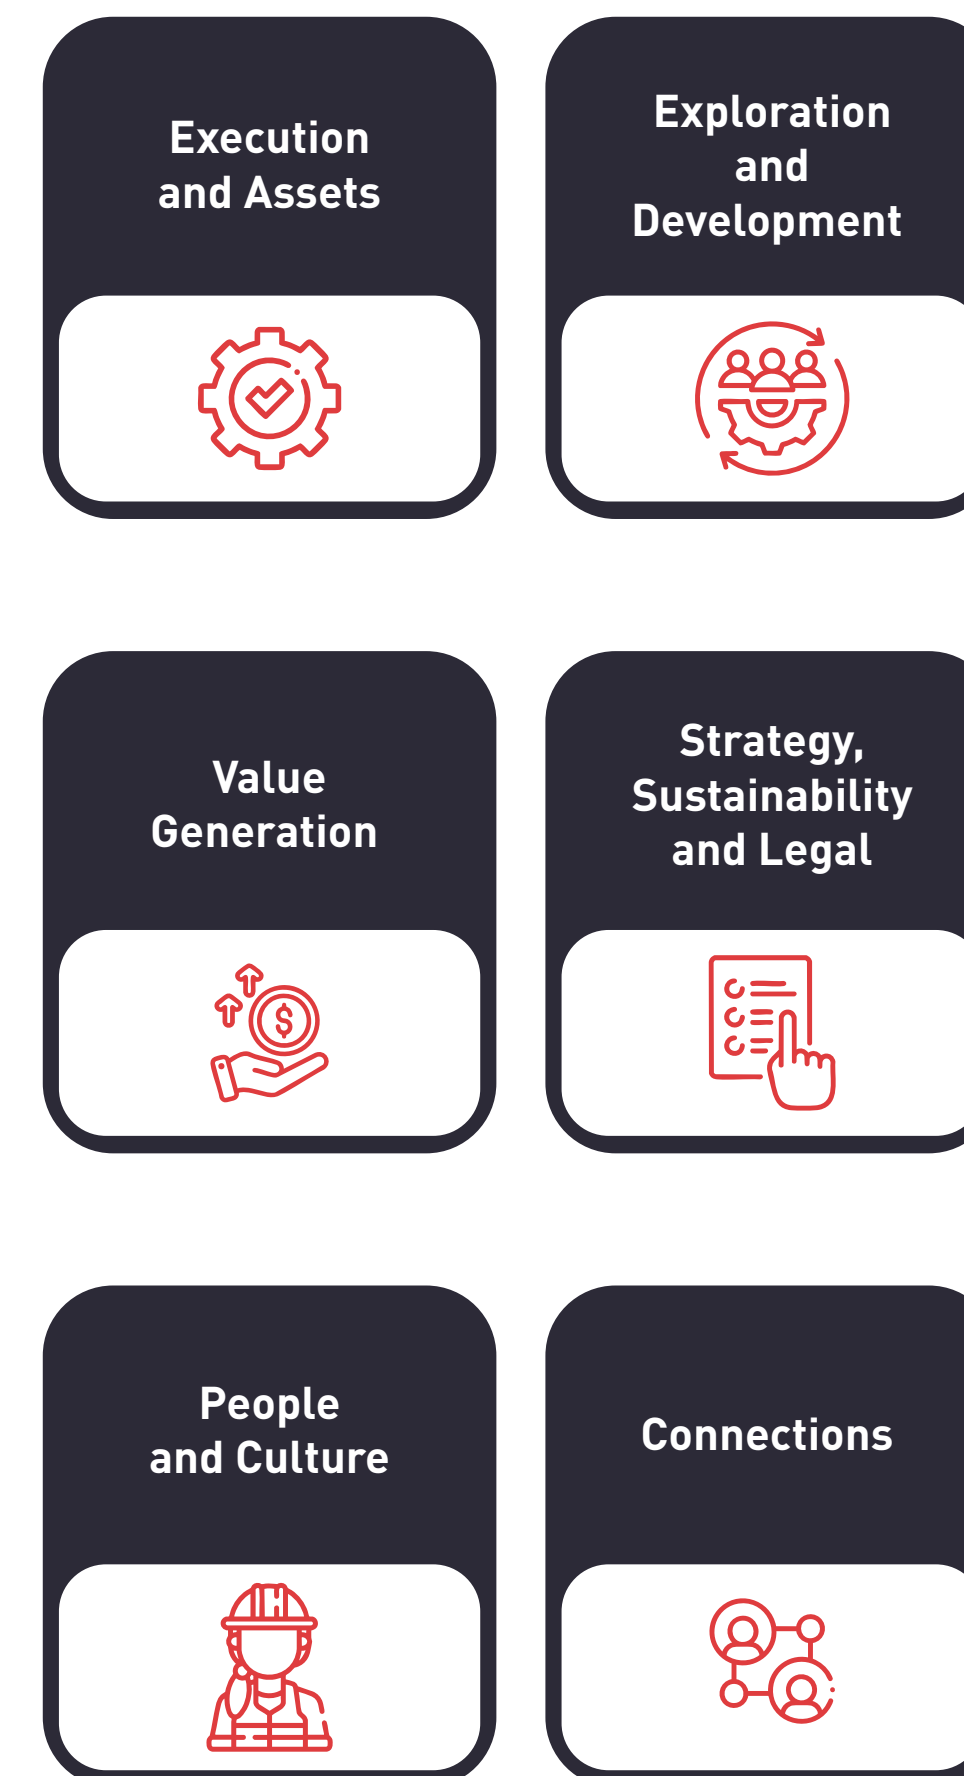 Execution
and Assets
Exploration
and
Development
Value
Generation
$
Strategy,
Sustainability
and Legal
People
and Culture
Connections